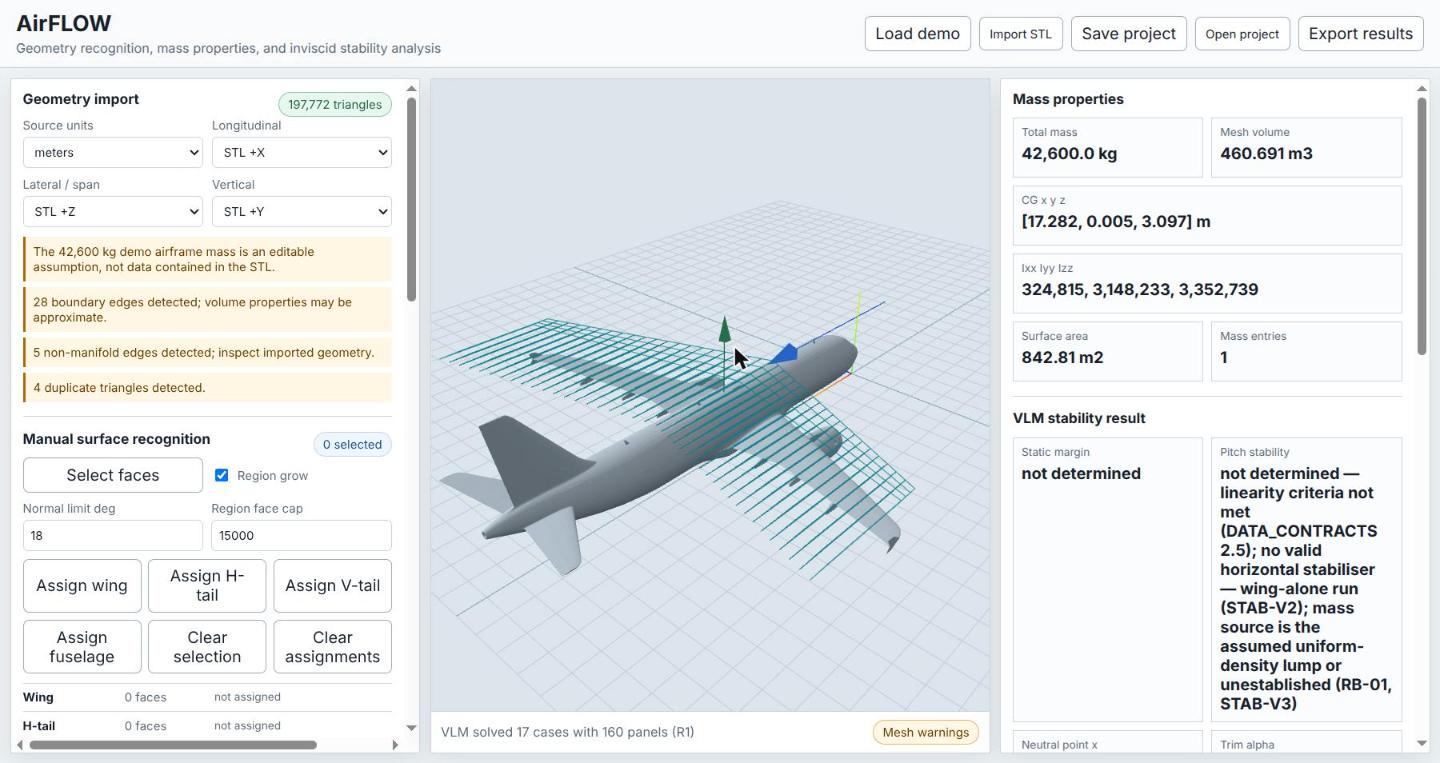 AirFLOW
Geometry recognition, mass properties, and inviscid stability analysis
Load demo
Import STL
Save project
Open project
Export results
Geometry import
197,772 triangles
Source units
Longitudinal
meters
STL +X
Lateral / span
Vertical
STL +Z
STL +Y
The 42,600 kg demo airframe mass is an editable
assumption, not data contained in the STL.
28 boundary edges detected; volume properties may be
approximate.
5 non-manifold edges detected; inspect imported geometry.
4 duplicate triangles detected.
Manual surface recognition
0 selected
Select faces
Region grow
Normal limit deg
Region face cap
18
15000
Assign wing
Assign H-
tail
Assign V-tail
Assign
fuselage
Clear
selection
Clear
assignments
Wing
0 faces
not assigned
H-tail
0 faces
not assigned
VLM solved 17 cases with 160 panels (R1)
Mesh warnings
Mass properties
Total mass
42,600.0 kg
Mesh volume
460.691 m3
CG x y z
[17.282, 0.005, 3.097] m
Ixx Iyy Izz
324,815, 3,148,233, 3,352,739
Surface area
842.81 m2
Mass entries
1
VLM stability result
Static margin
not determined
Pitch stability
not determined —
linearity criteria not
met
(DATA_CONTRACTS
2.5); no valid
horizontal stabiliser
— wing-alone run
(STAB-V2); mass
source is the
assumed uniform-
density lump or
unestablished (RB-01,
STAB-V3)
Neutral point x
Trim alpha